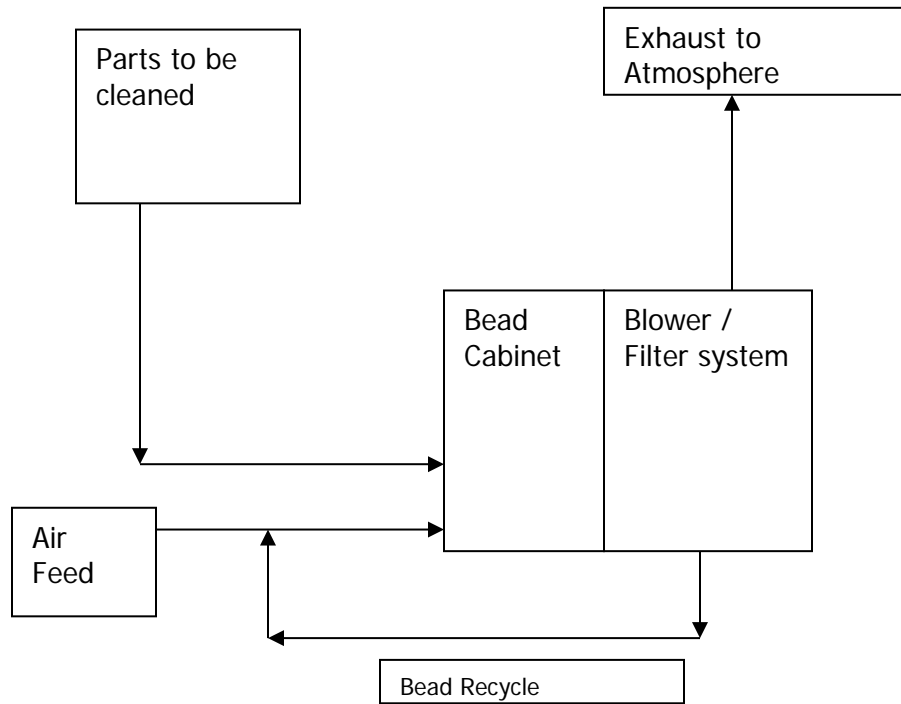 Parts to be
cleaned
Exhaust to
Atmosphere
Bead
Cabinet
Blower /
Filter system
Air
Feed
Bead Recycle